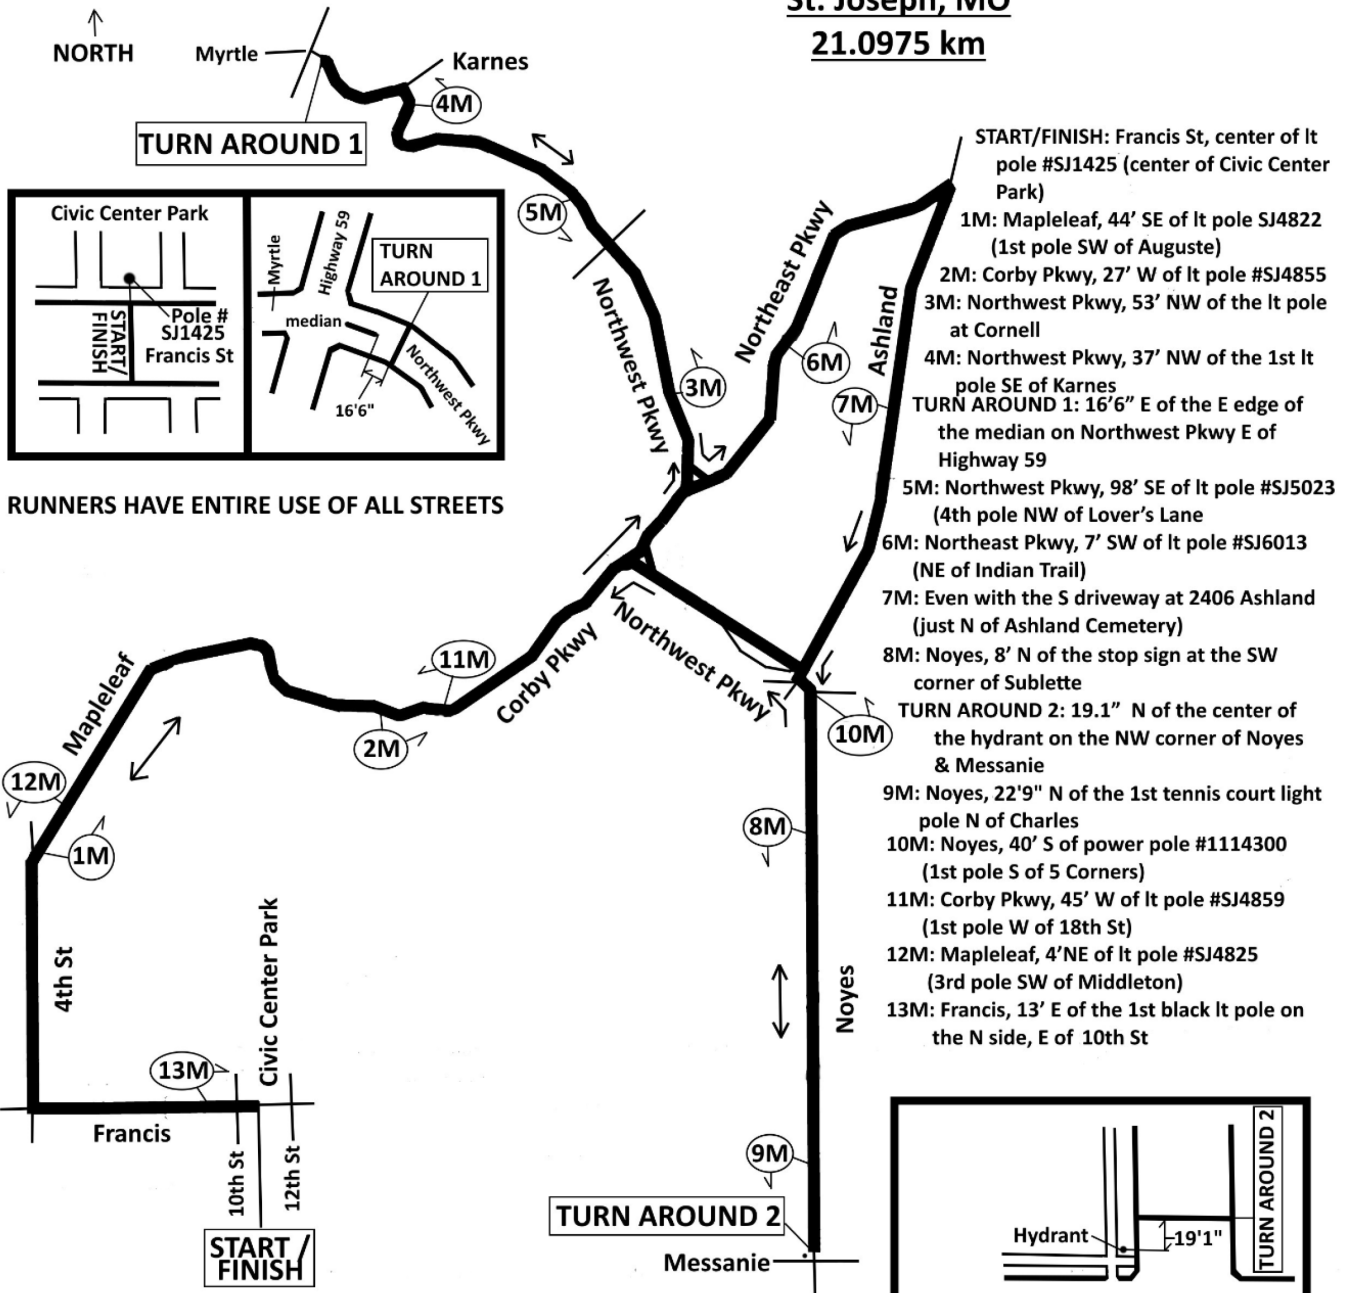 St. Joseph, MO
21.0975 km
NORTH
Myrtle
Karnes
4M
TURN AROUND 1
5M
Civic Center Park
Pole #
SJ1425
Francis St
START/
FINISH
Myrtle
Highway 59
TURN
AROUND 1
median
Northwest Pkwy
16'6"
RUNNERS HAVE ENTIRE USE OF ALL STREETS
Northwest Pkwy
3M
Northeast Pkwy
6M
Ashland
7M
START/FINISH: Francis St, center of lt
pole #SJ1425 (center of Civic Center
Park)
1M: Mapleleaf, 44’ SE of lt pole SJ4822
(1st pole SW of Auguste)
2M: Corby Pkwy, 27’ W of lt pole #SJ4855
3M: Northwest Pkwy, 53’ NW of the lt pole
at Cornell
4M: Northwest Pkwy, 37’ NW of the 1st lt
pole SE of Karnes
TURN AROUND 1: 16’6” E of the E edge of
the median on Northwest Pkwy E of
Highway 59
5M: Northwest Pkwy, 98’ SE of lt pole #SJ5023
(4th pole NW of Lover’s Lane
6M: Northeast Pkwy, 7’ SW of lt pole #SJ6013
(NE of Indian Trail)
7M: Even with the S driveway at 2406 Ashland
(just N of Ashland Cemetery)
8M: Noyes, 8’ N of the stop sign at the SW
corner of Sublette
TURN AROUND 2: 19.1” N of the center of
the hydrant on the NW corner of Noyes
& Messanie
9M: Noyes, 22'9" N of the 1st tennis court light
pole N of Charles
10M: Noyes, 40’ S of power pole #1114300
(1st pole S of 5 Corners)
11M: Corby Pkwy, 45’ W of lt pole #SJ4859
(1st pole W of 18th St)
12M: Mapleleaf, 4’NE of lt pole #SJ4825
(3rd pole SW of Middleton)
13M: Francis, 13’ E of the 1st black lt pole on
the N side, E of 10th St
Mapleleaf
11M
Corby Pkwy
Northwest Pkwy
2M
10M
12M
1M
8M
4th St
Civic Center Park
Noyes
13M
Francis
10th St
12th St
START /
FINISH
9M
TURN AROUND 2
Messanie
Hydrant
19'1"
TURN AROUND 2